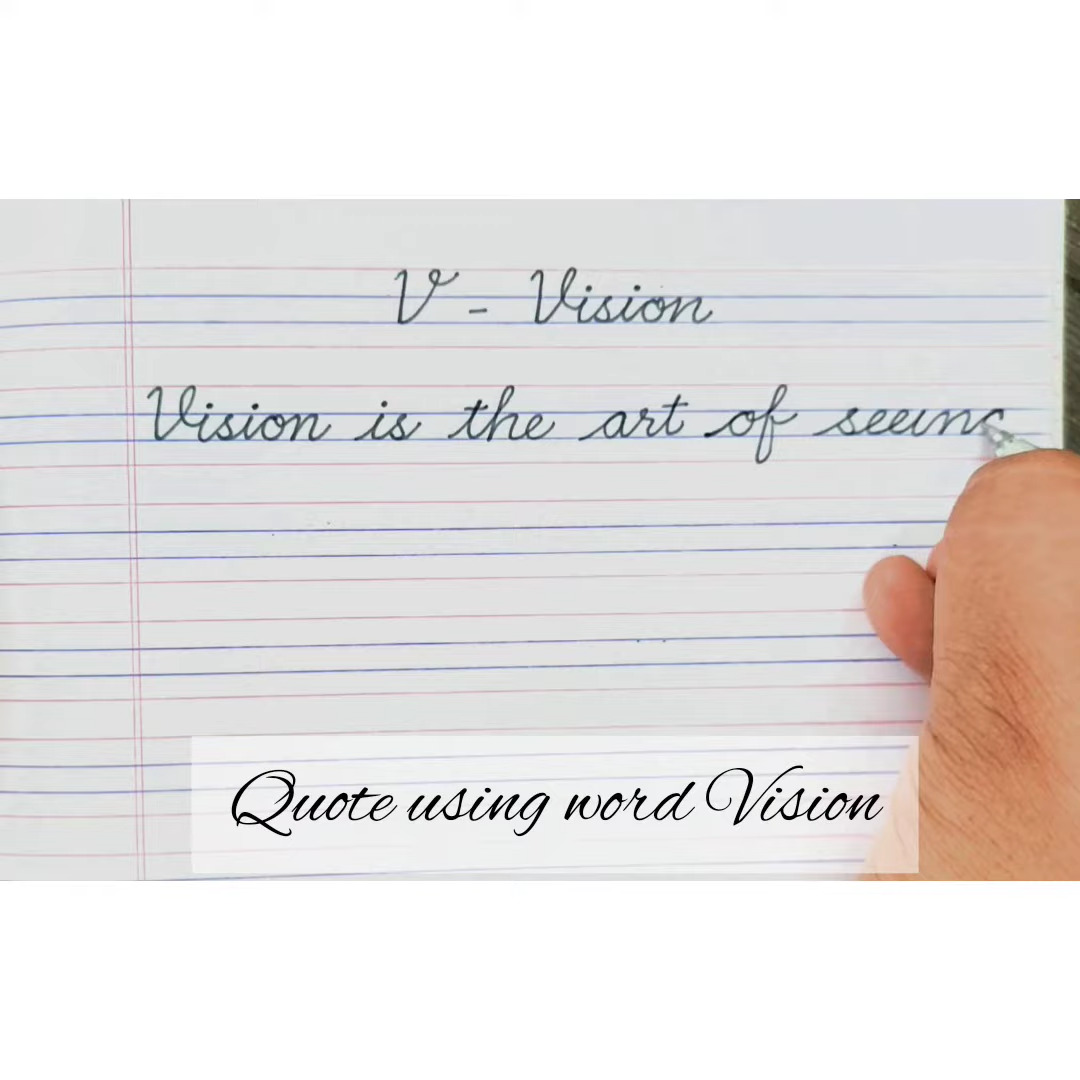 V - Vision
Vision is the art of seein
Quote using word Vision